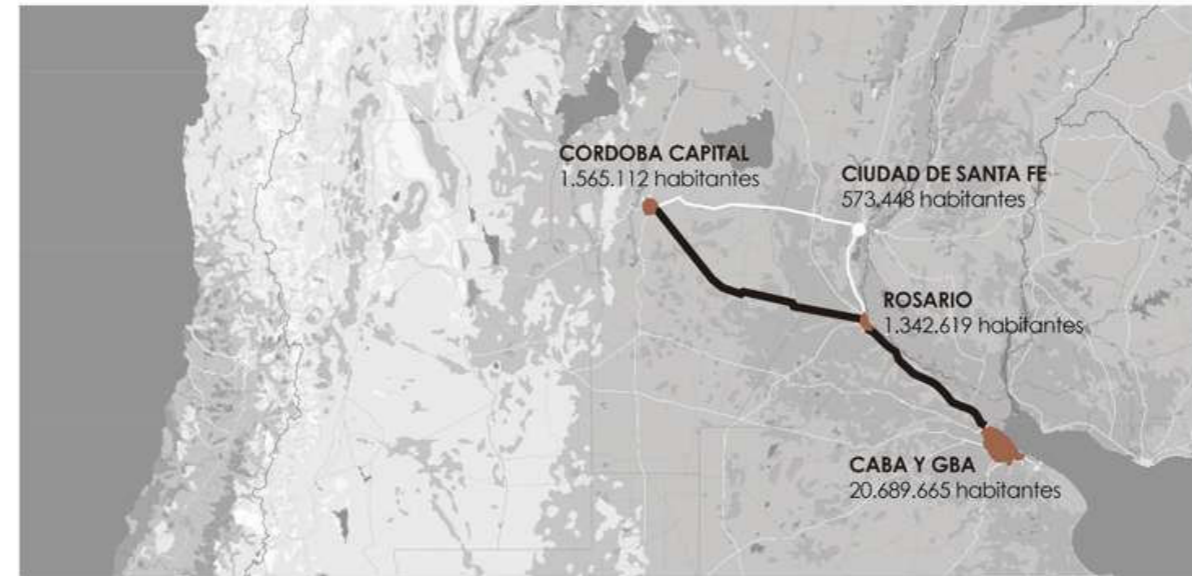 CORDOBA CAPITAL
1.565.112 habitantes
CIUDAD DE SANTA FE
573.448 habitantes
ROSARIO
1.342.619 habitantes
CABA Y GBA
20.689.665 habitantes